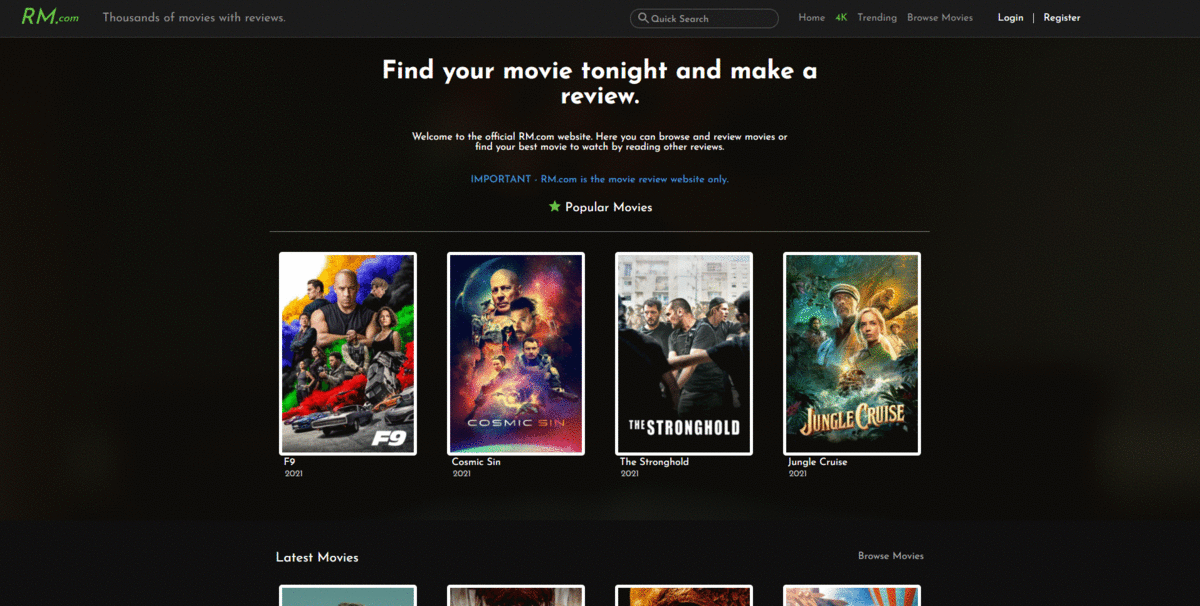 RM.com
Thousands of movies with reviews.
Quick Search
Home 4K Trending Browse Movies
Login | Register
Find your movie tonight and make a
review.
Welcome to the official RM.com website. Here you can browse and review movies or
find your best movie to watch by reading other reviews.
IMPORTANT - RM.com is the movie review website only.
Popular Movies
F9
COSMIC SIN
THE STRONGHOLD
JUNGLE CRUISE
F9
2021
Cosmic Sin
2021
The Stronghold
2021
Jungle Cruise
2021
Latest Movies
Browse Movies